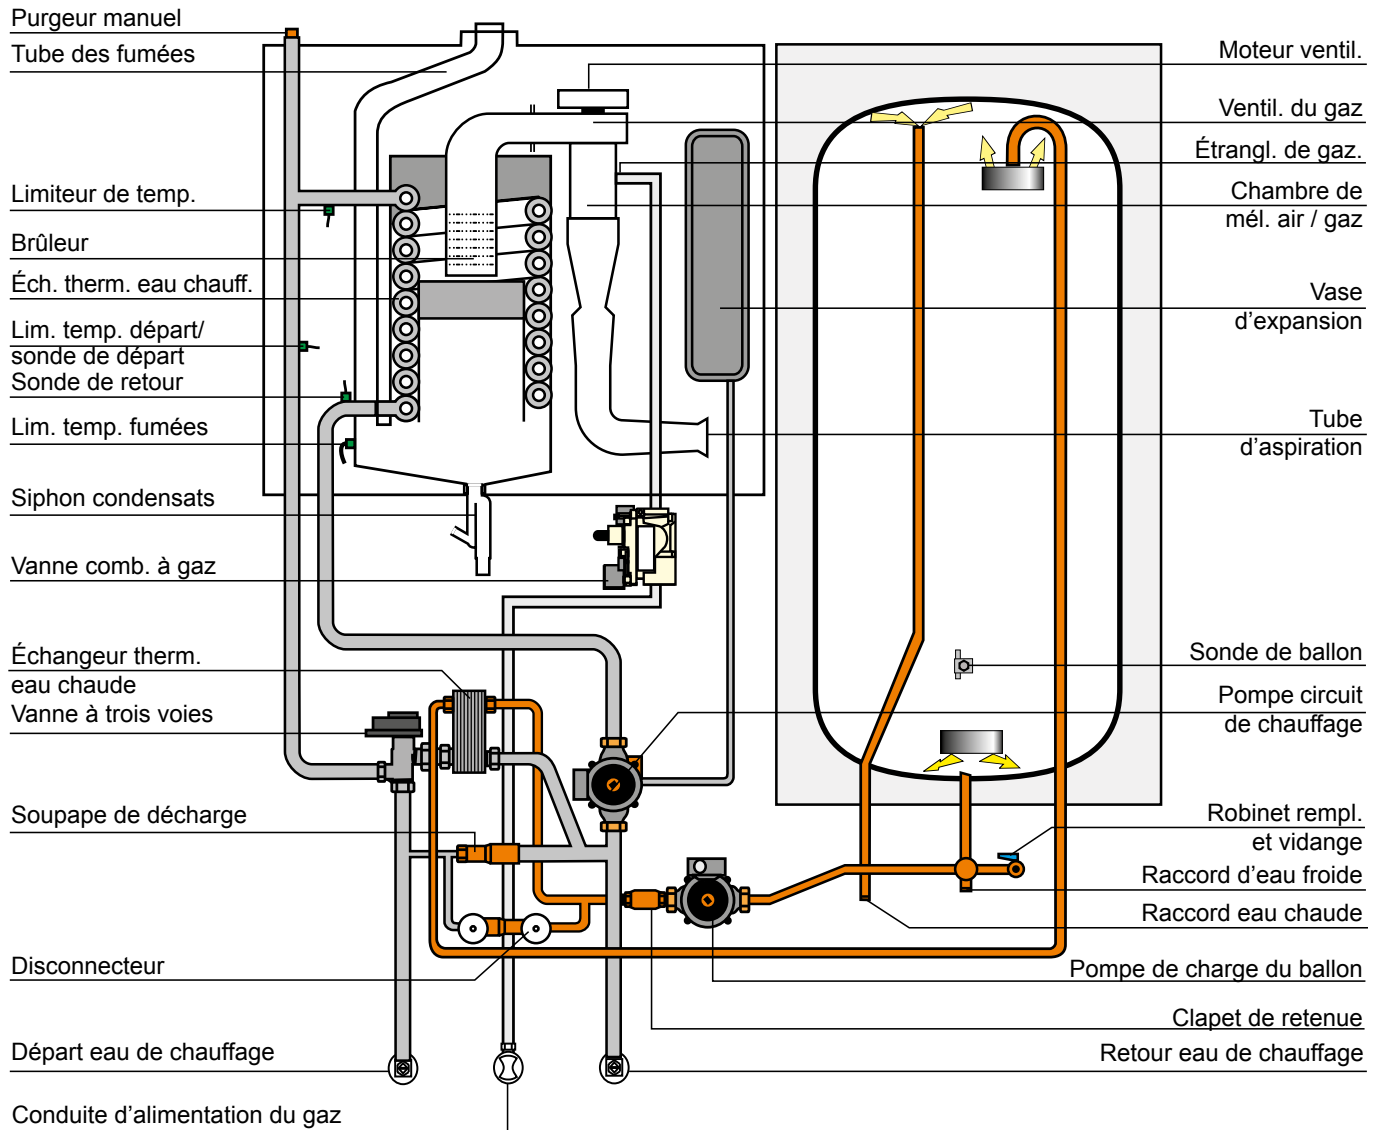 Purgeur manuel
Tube des fumées
Limiteur de temp.
Brûleur
Éch. therm. eau chauff.
Lim. temp. départ/
sonde de départ
Sonde de retour
Lim. temp. fumées
Siphon condensats
Vanne comb. à gaz
Échangeur therm.
eau chaude
Vanne à trois voies
Soupape de décharge
Disconnecteur
Départ eau de chauffage
Conduite d'alimentation du gaz
Moteur ventil.
Ventil. du gaz
Étrangl. de gaz.
Chambre de
mél. air / gaz
Vase
d'expansion
Tube
d'aspiration
Sonde de ballon
Pompe circuit
de chauffage
Robinet rempl.
et vidange
Raccord d'eau froide
Raccord eau chaude
Pompe de charge du ballon
Clapet de retenue
Retour eau de chauffage